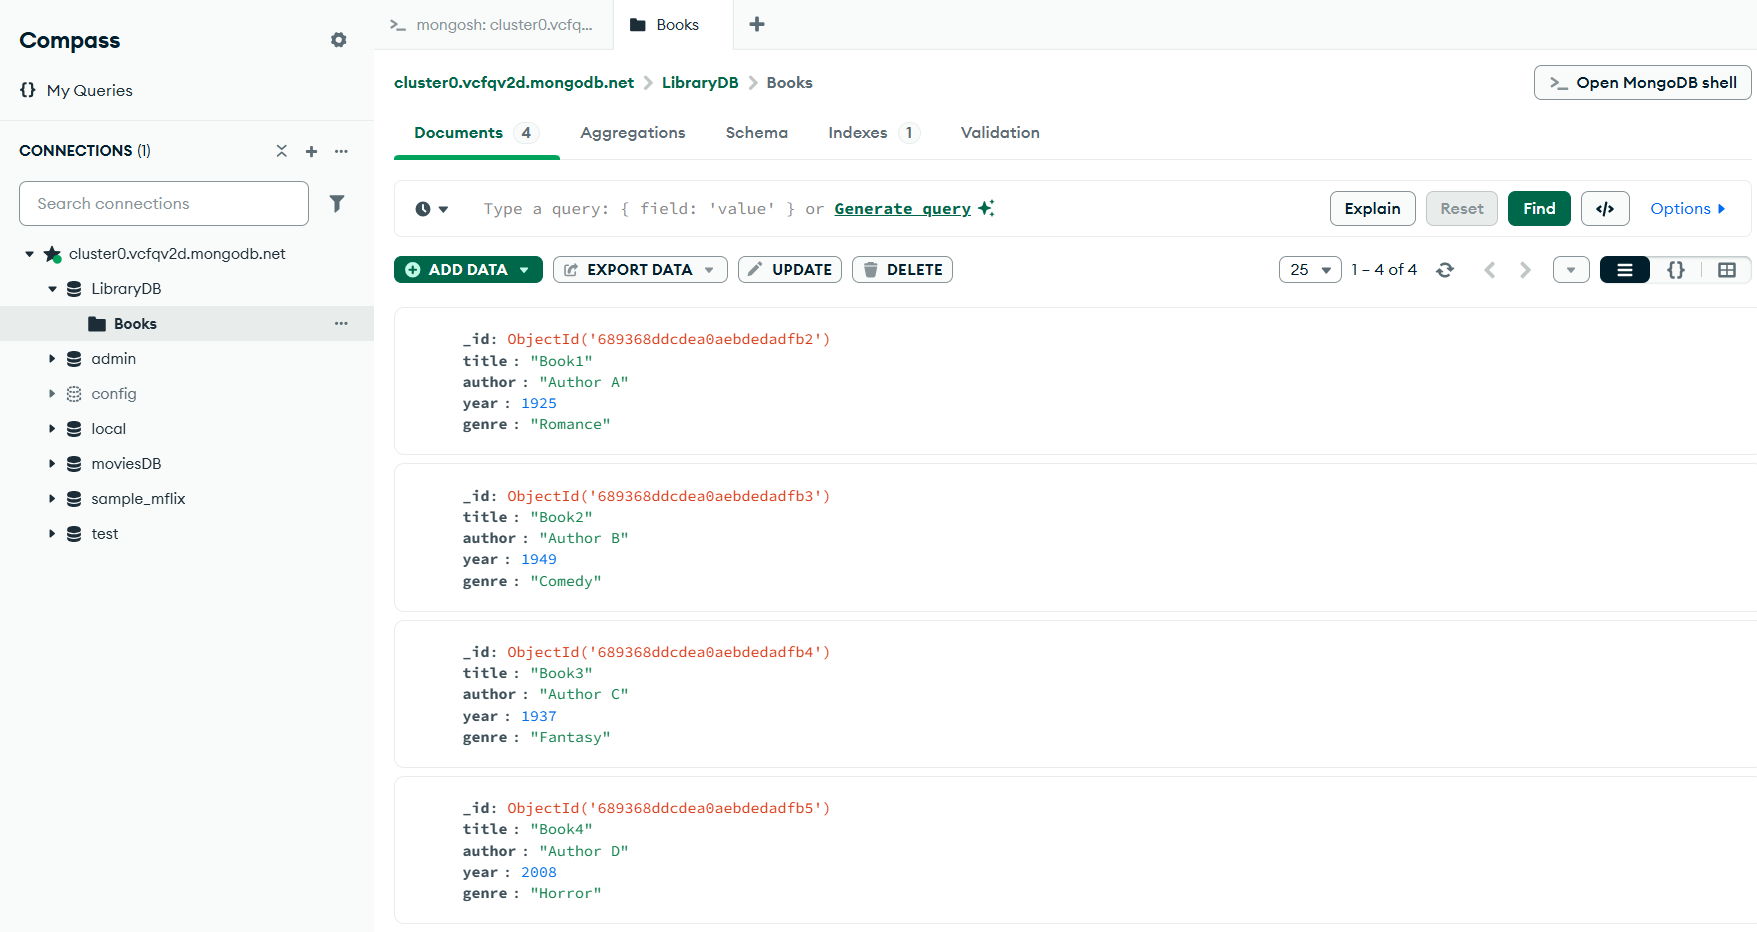 Compass
{} My Queries
CONNECTIONS (1)
Search connections
cluster0.vcfqv2d.mongodb.net
LibraryDB
Books
admin
config
local
moviesDB
sample_mflix
test
>_ mongosh: cluster0.vcfq...
Books
cluster0.vcfqv2d.mongodb.net > LibraryDB > Books
>_ Open MongoDB shell
Documents 4 Aggregations Schema Indexes 1 Validation
Type a query: { field: 'value' } or Generate query
Explain Reset Find </> Options
ADD DATA EXPORT DATA UPDATE DELETE
25 1 – 4 of 4 {}
_id: ObjectId('689368ddcdea0aebdedadfb2')
title : "Book1"
author : "Author A"
year : 1925
genre : "Romance"
_id: ObjectId('689368ddcdea0aebdedadfb3')
title : "Book2"
author : "Author B"
year : 1949
genre : "Comedy"
_id: ObjectId('689368ddcdea0aebdedadfb4')
title : "Book3"
author : "Author C"
year : 1937
genre : "Fantasy"
_id: ObjectId('689368ddcdea0aebdedadfb5')
title : "Book4"
author : "Author D"
year : 2008
genre : "Horror"